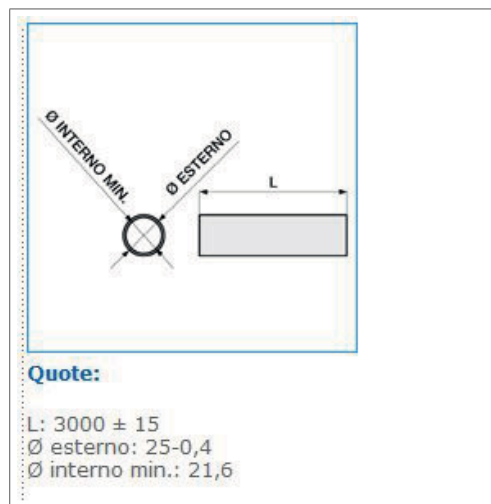 Ø INTERNO MIN.
Ø ESTERNO
L
Quote:
L: 3000 ± 15
Ø esterno: 25-0,4
Ø interno min.: 21,6